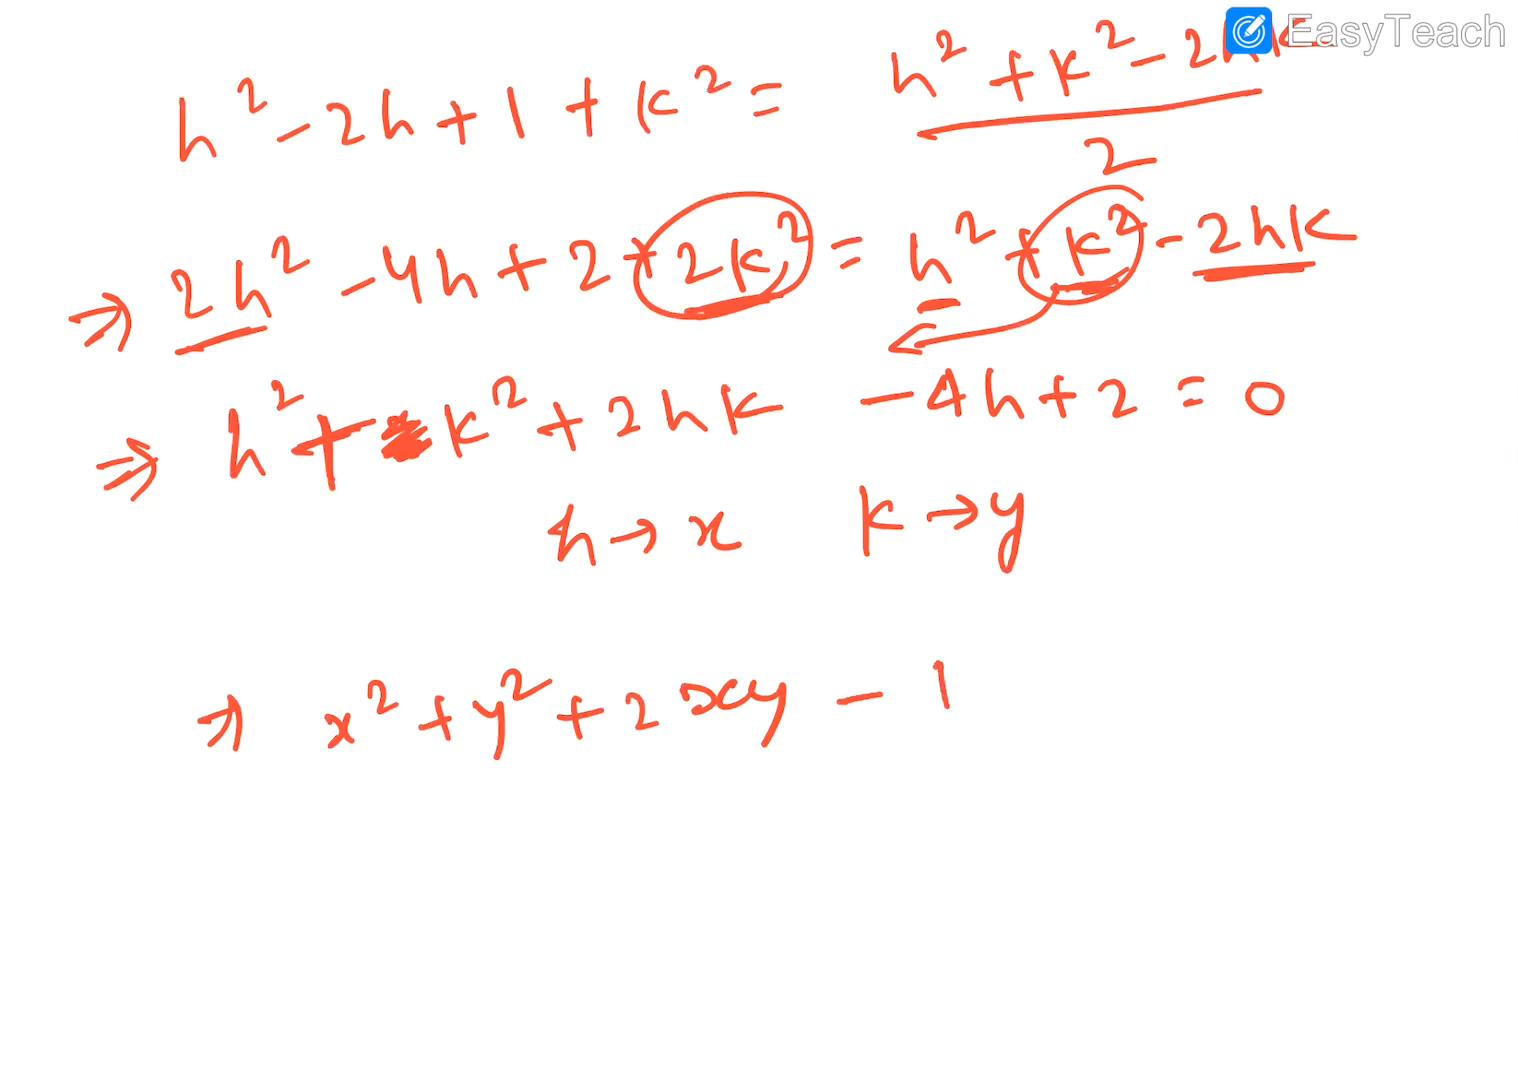 EasyTeach
h² - 2h + 1 + k² = (h² + k² - 2hk) / 2
⇒ 2h² - 4h + 2 + 2k² = h² + k² - 2hk
⇒ h² + k² + 2hk - 4h + 2 = 0
h → x k → y
⇒ x² + y² + 2xy - 1